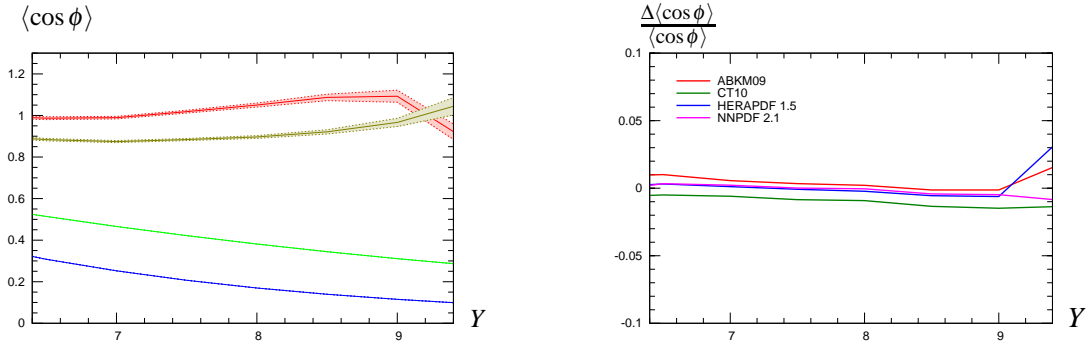 ⟨cos ϕ⟩
1.2
1
0.8
0.6
0.4
0.2
0
7
8
9
Y
Δ⟨cos ϕ⟩
⟨cos ϕ⟩
0.1
0.05
0
-0.05
-0.1
ABKM09
CT10
HERAPDF 1.5
NNPDF 2.1
7
8
9
Y